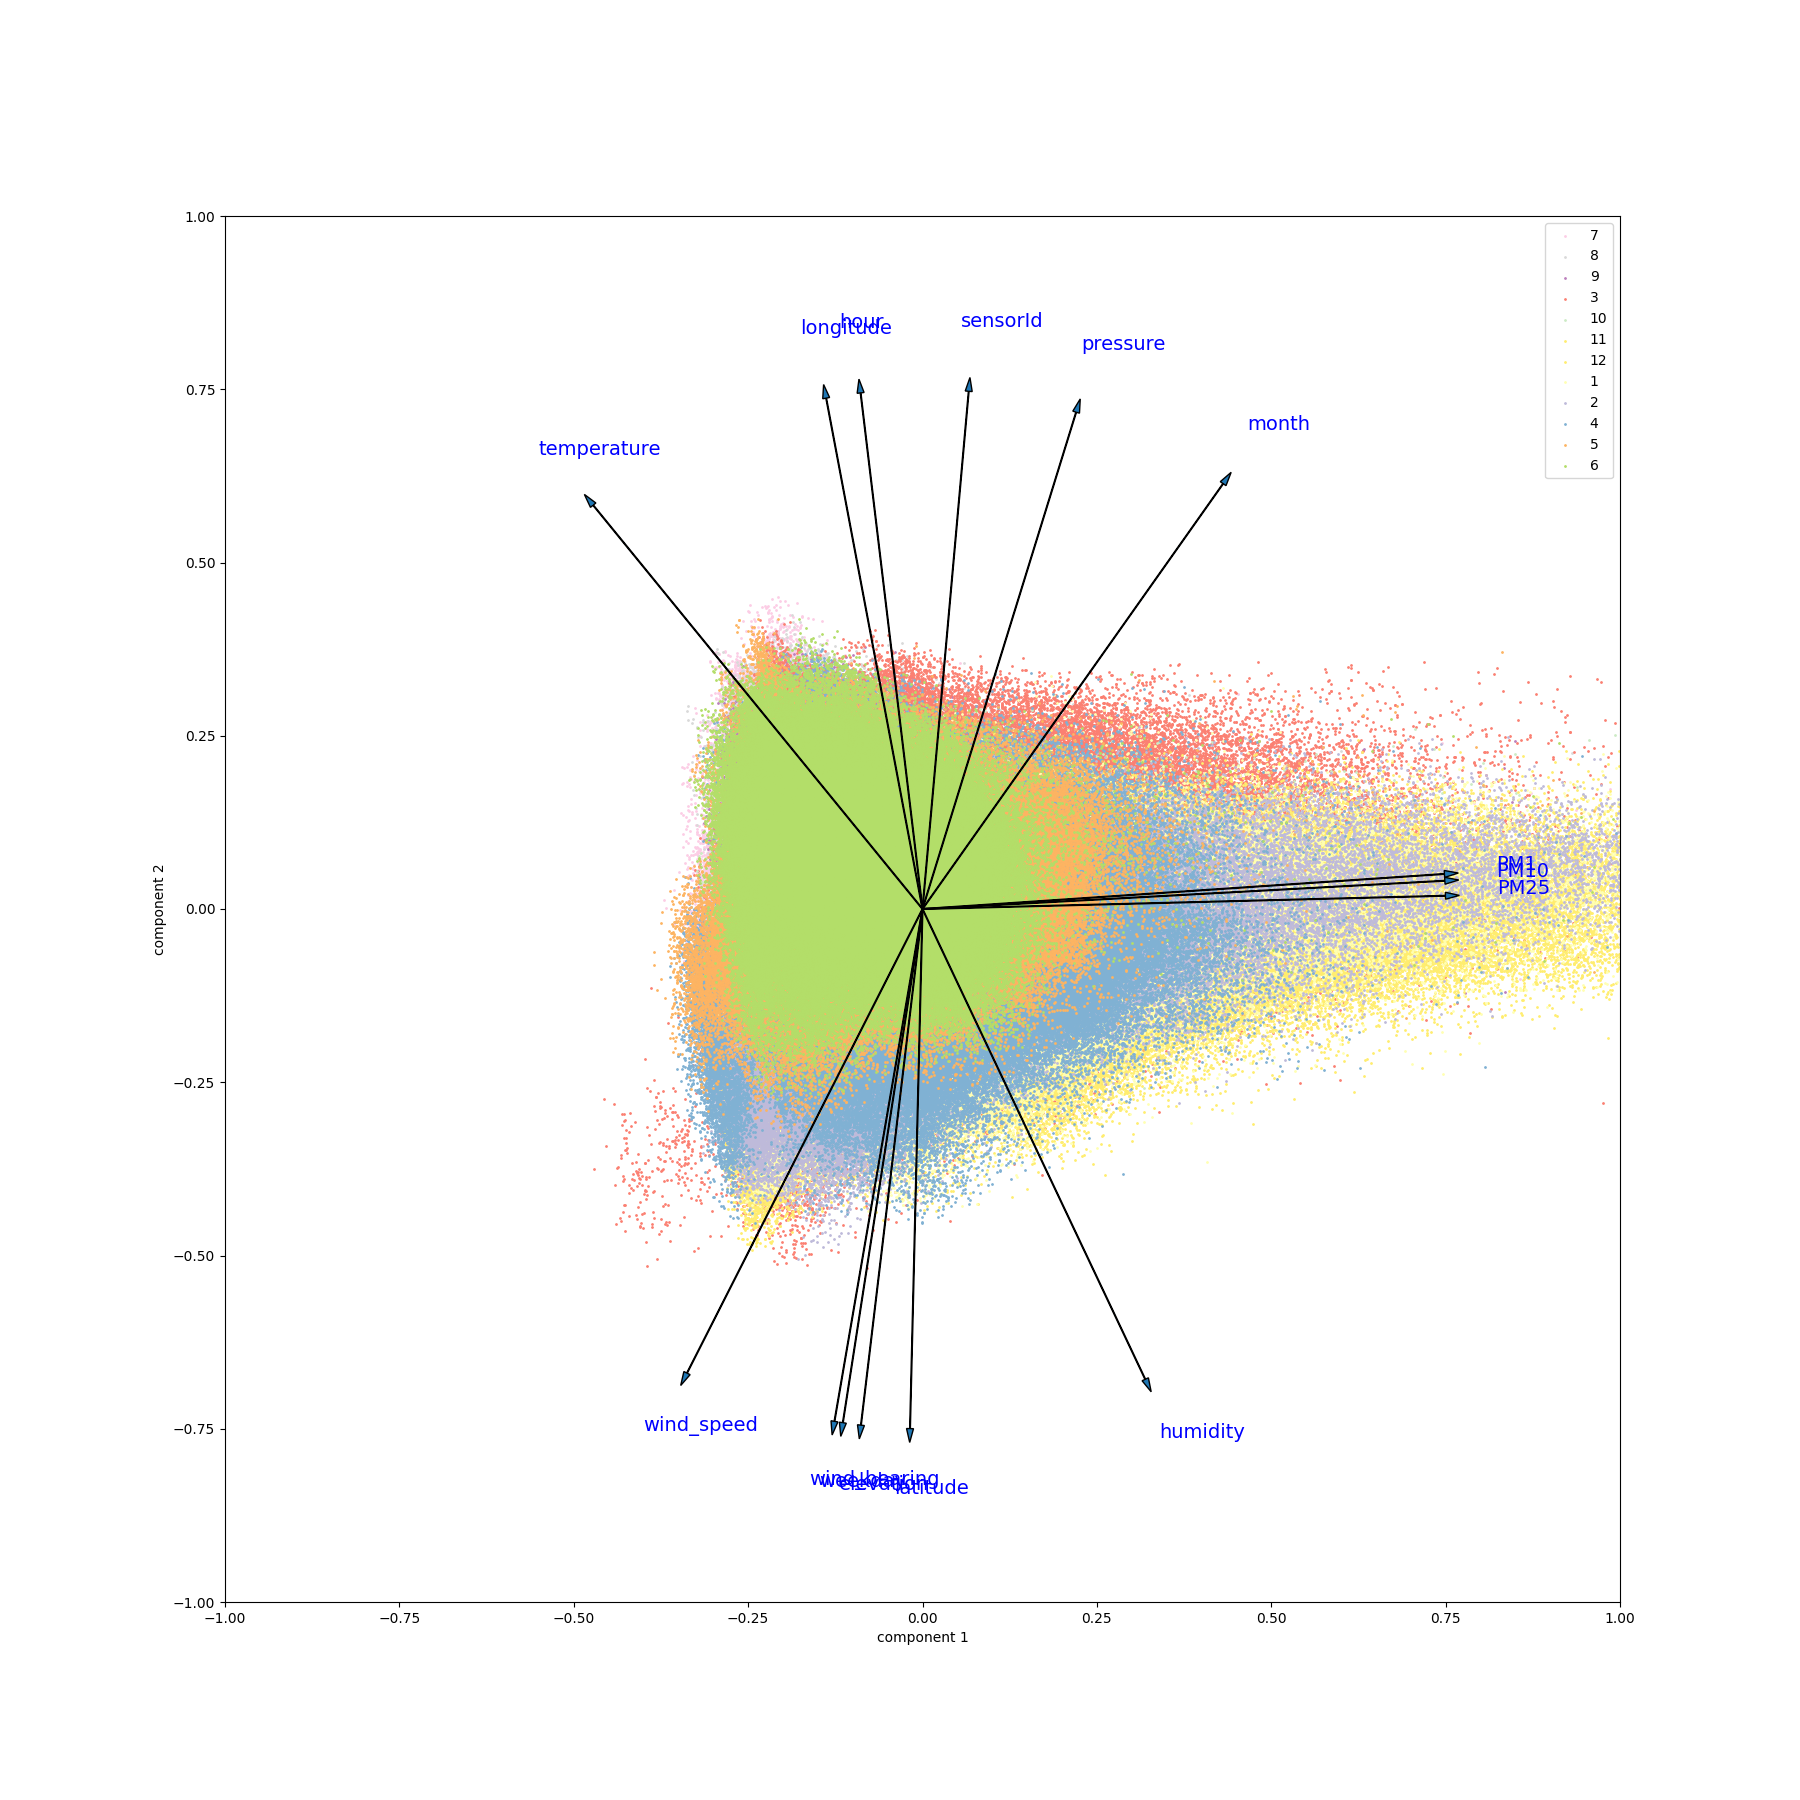 1.00
0.75
0.50
0.25
0.00
−0.25
−0.50
−0.75
−1.00
component 2
−1.00
−0.75
−0.50
−0.25
0.00
0.25
0.50
0.75
1.00
component 1
7
8
9
3
10
11
12
1
2
4
5
6
hour
longitude
sensorId
pressure
month
temperature
PM1
PM10
PM25
wind_speed
humidity
wind_bearing
elevation
latitude